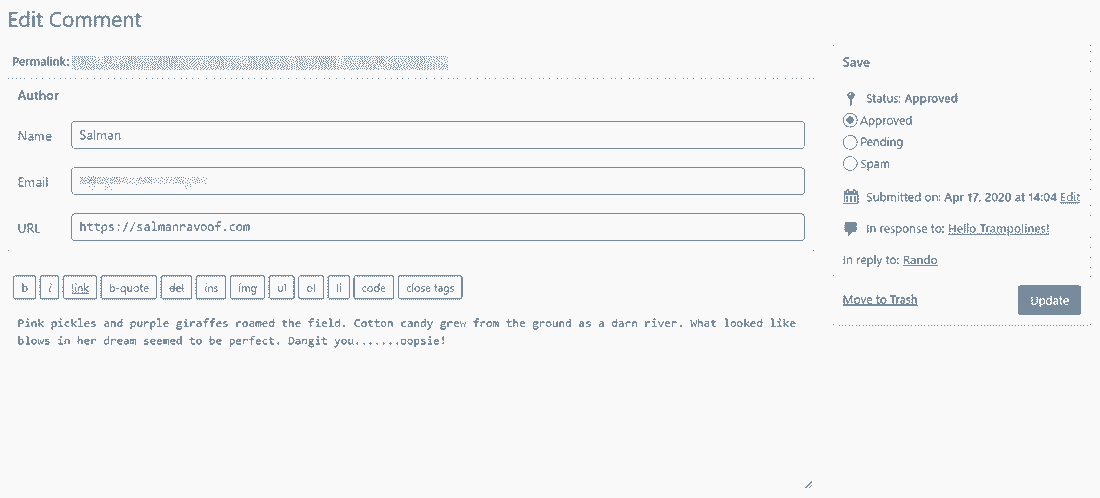 Edit Comment
Permalink:
Author
Name Salman
Email
URL https://salmanravoof.com
b i link b-quote del ins img ul ol li code close tags
Pink pickles and purple giraffes roamed the field. Cotton candy grew from the ground as a darn river. What looked like
blows in her dream seemed to be perfect. Dangit you.......oopsie!
Save
Status: Approved
Approved
Pending
Spam
Submitted on: Apr 17, 2020 at 14:04 Edit
In response to: Hello Trampolines!
In reply to: Rando
Move to Trash Update